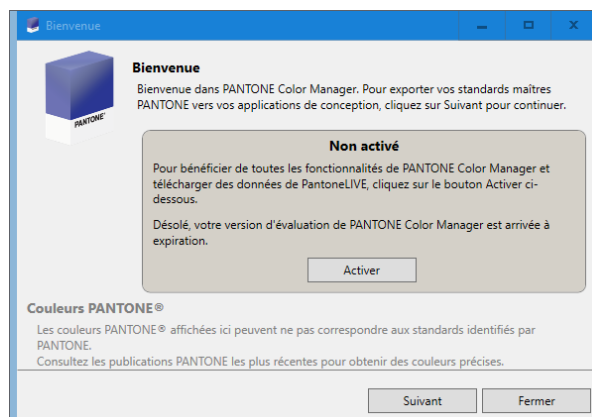 Bienvenue
Bienvenue
Bienvenue dans PANTONE Color Manager. Pour exporter vos standards maîtres
PANTONE vers vos applications de conception, cliquez sur Suivant pour continuer.
PANTONE®
Non activé
Pour bénéficier de toutes les fonctionnalités de PANTONE Color Manager et
télécharger des données de PantoneLIVE, cliquez sur le bouton Activer ci-
dessous.
Désolé, votre version d'évaluation de PANTONE Color Manager est arrivée à
expiration.
Activer
Couleurs PANTONE®
Les couleurs PANTONE® affichées ici peuvent ne pas correspondre aux standards identifiés par
PANTONE.
Consultez les publications PANTONE les plus récentes pour obtenir des couleurs précises.
Suivant
Fermer